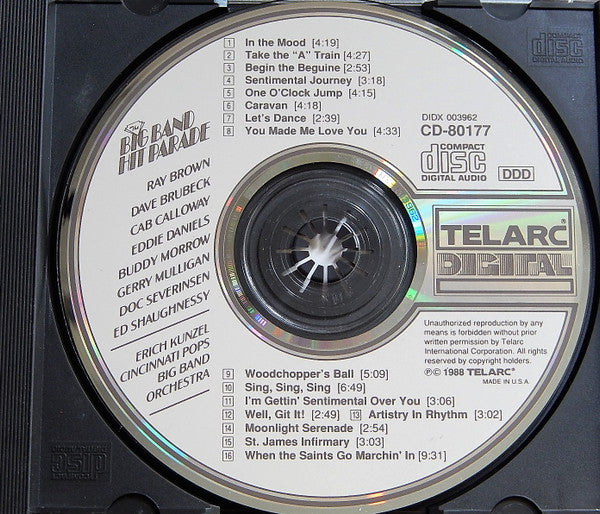 1 In the Mood [4:19]
2 Take the “A” Train [4:27]
3 Begin the Beguine [2:53]
4 Sentimental Journey [3:18]
5 One O'Clock Jump [4:15]
6 Caravan [4:18]
7 Let's Dance [2:39]
8 You Made Me Love You [4:33]
The
BIG BAND
HIT PARADE
RAY BROWN
DAVE BRUBECK
CAB CALLOWAY
EDDIE DANIELS
BUDDY MORROW
GERRY MULLIGAN
DOC SEVERINSEN
ED SHAUGHNESSY
ERICH KUNZEL
CINCINNATI POPS
BIG BAND
ORCHESTRA
DIDX 003962
CD-80177
COMPACT
disc
DIGITAL AUDIO
DDD
TELARC®
DIGITAL
Unauthorized reproduction by any
means is forbidden without prior
written permission by Telarc
International Corporation. All rights
reserved by copyright holders.
℗© 1988 TELARC®
MADE IN U.S.A.
9 Woodchopper's Ball [5:09]
10 Sing, Sing, Sing [6:49]
11 I'm Gettin' Sentimental Over You [3:06]
12 Well, Git It! [2:49] 13 Artistry in Rhythm [3:02]
14 Moonlight Serenade [2:54]
15 St. James Infirmary [3:03]
16 When the Saints Go Marchin' In [9:31]
COMPACT
disc